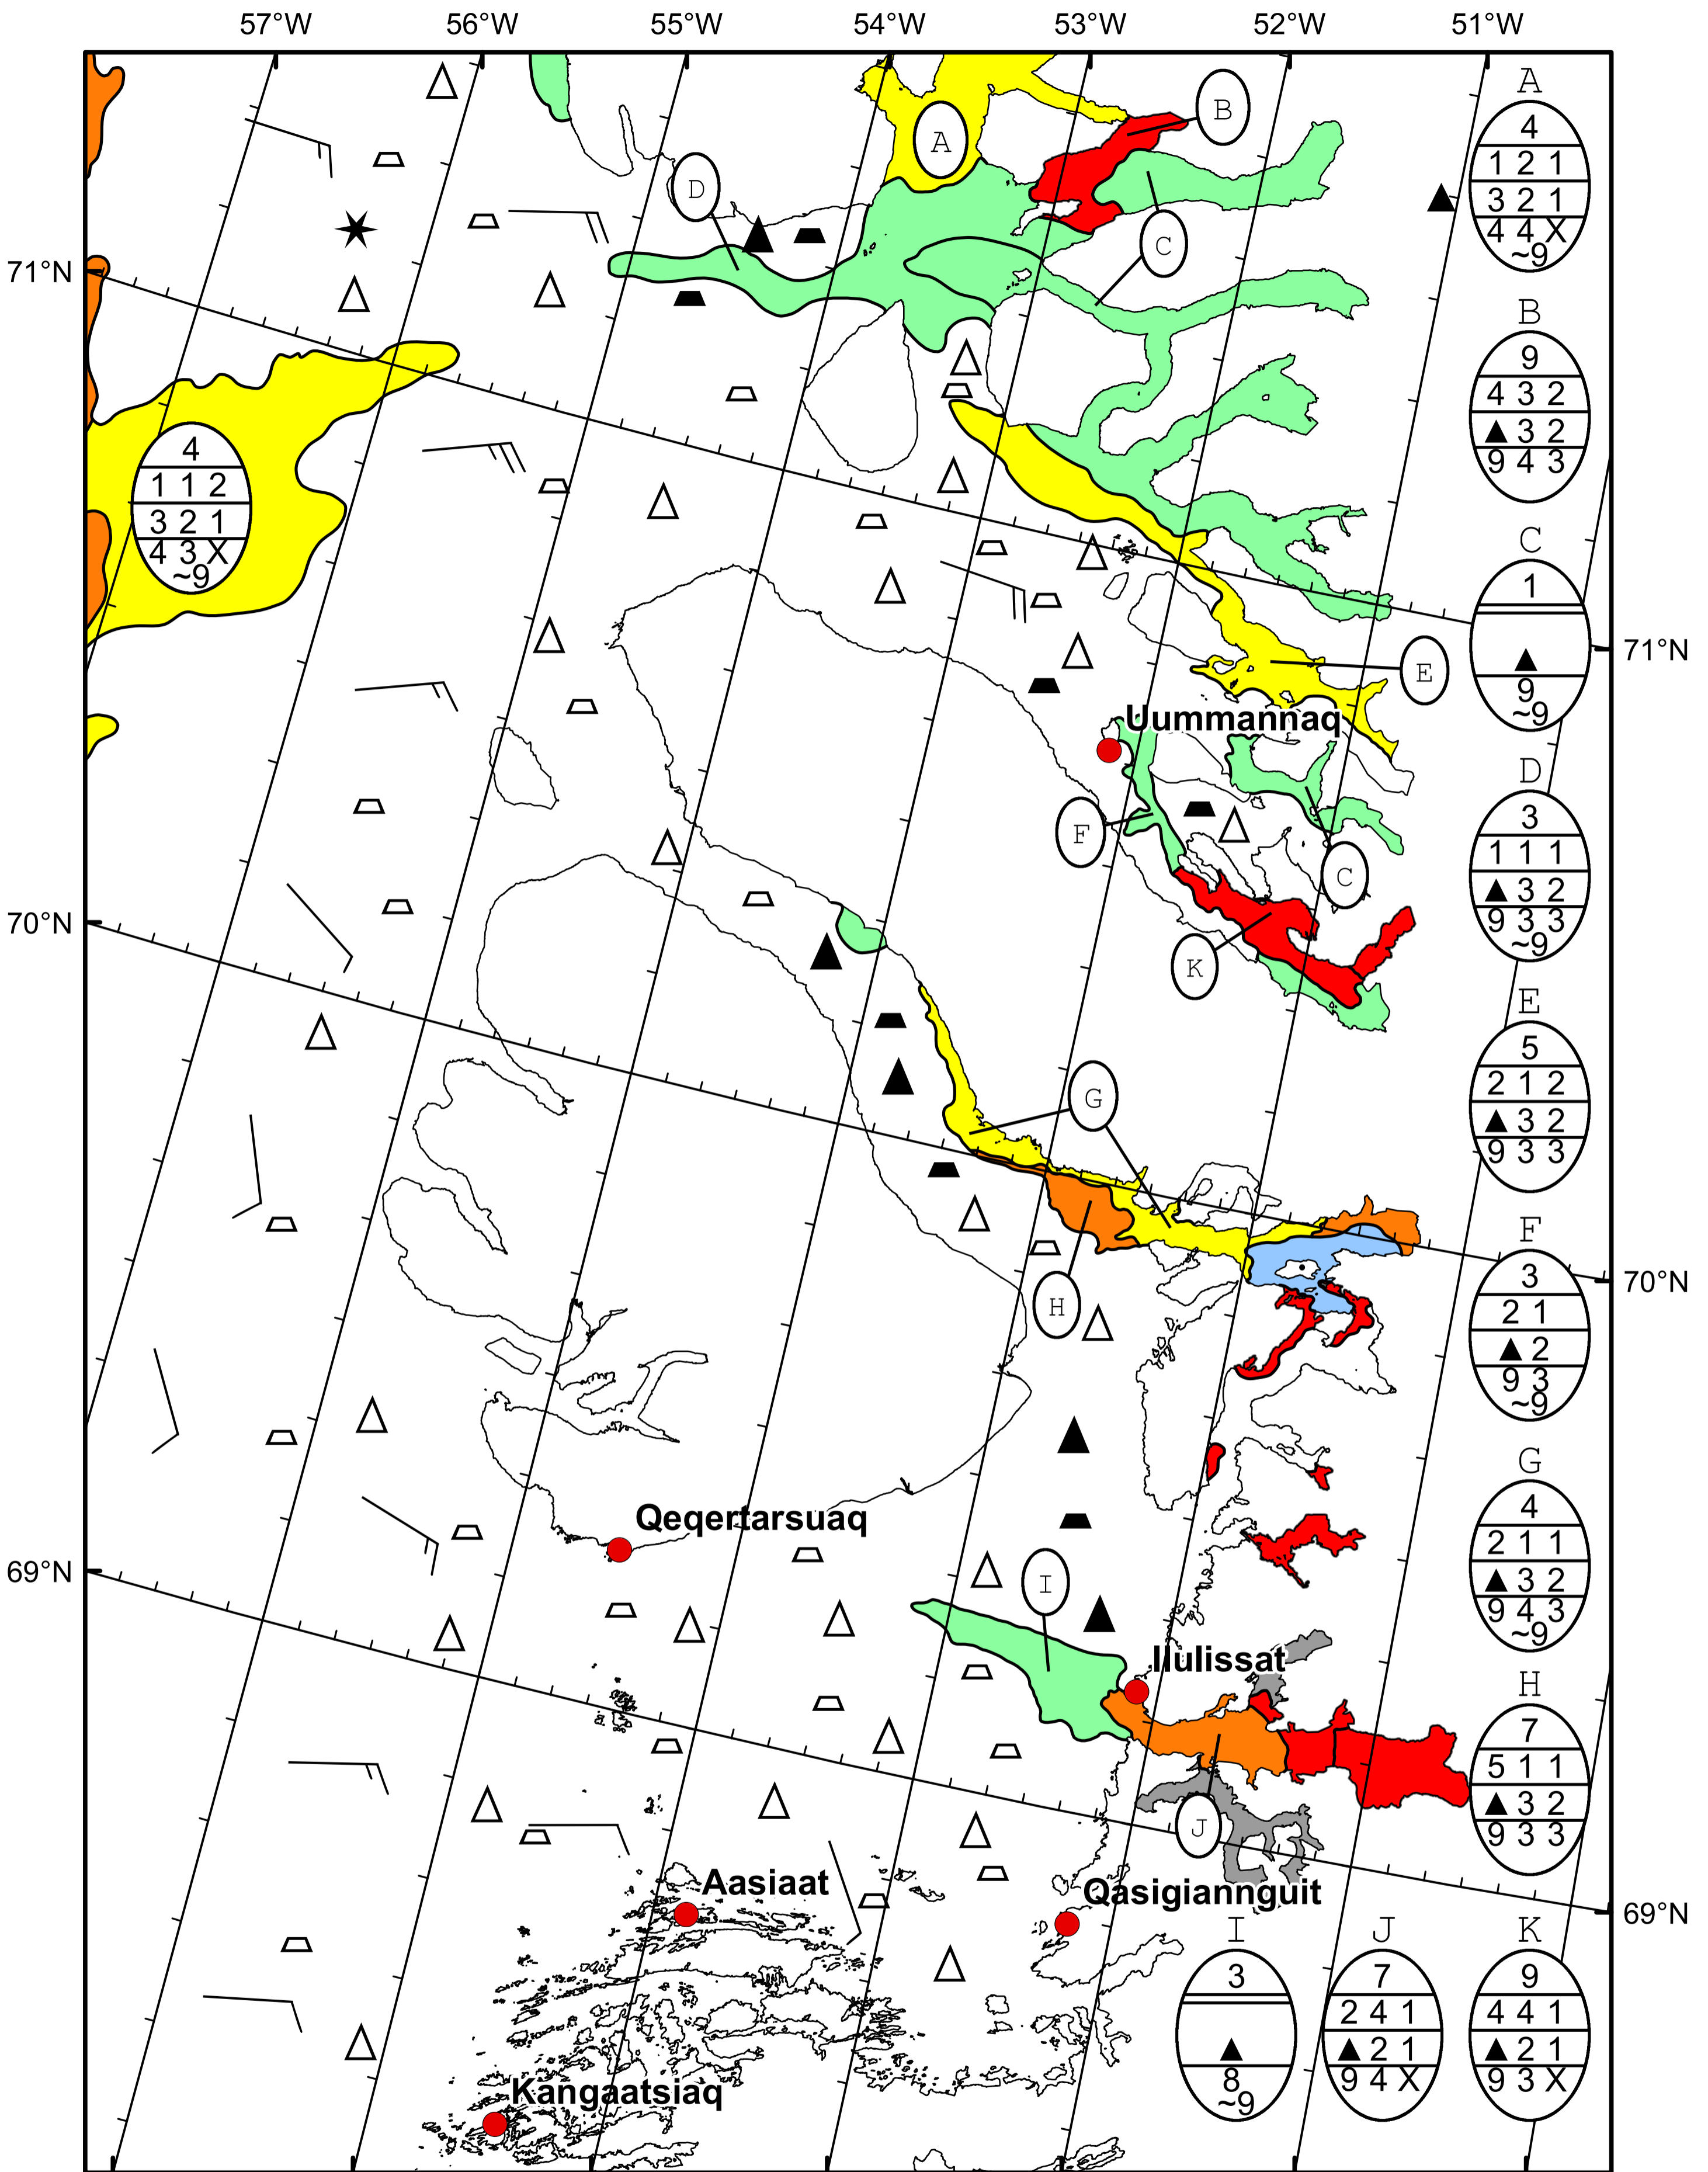 57°W 56°W 55°W 54°W 53°W 52°W 51°W
A
4
1 2 1
3 2 1
4 4 X
~9
B
A
D
C
71°N
B
9
4 3 2
▲ 3 2
9 4 3
4
1 1 2
3 2 1
4 3 X
~9
C
1
▲
9
~9
71°N
E
Uummannaq
D
3
1 1 1
▲ 3 2
9 3 3
~9
F
C
70°N
K
E
5
2 1 2
▲ 3 2
9 3 3
G
F
3
2 1
▲ 2
9 3
~9
70°N
H
G
4
2 1 1
▲ 3 2
9 4 3
~9
Qeqertarsuaq
69°N
I
Ilulissat
H
7
5 1 1
▲ 3 2
9 3 3
J
Aasiaat
Qasigiannguit
69°N
I
3
▲
8
~9
J
7
2 4 1
▲ 2 1
9 4 X
K
9
4 4 1
▲ 2 1
9 3 X
Kangaatsiaq